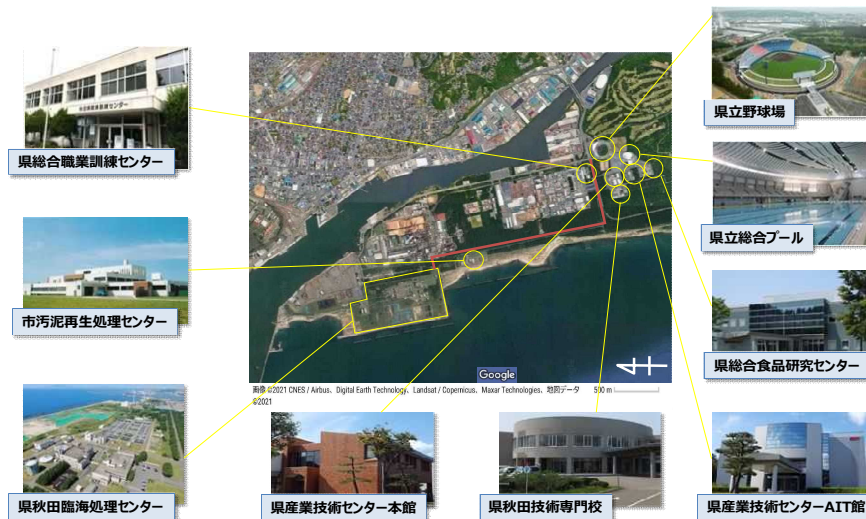 県総合職業訓練センター
県立野球場
県立総合プール
市汚泥再生処理センター
県総合食品研究センター
Google
画像 ©2021 CNES / Airbus、Digital Earth Technology、Landsat / Copernicus、Maxar Technologies、地図データ
©2021
500 m
県秋田臨海処理センター
県産業技術センター本館
県秋田技術専門校
県産業技術センターAIT館